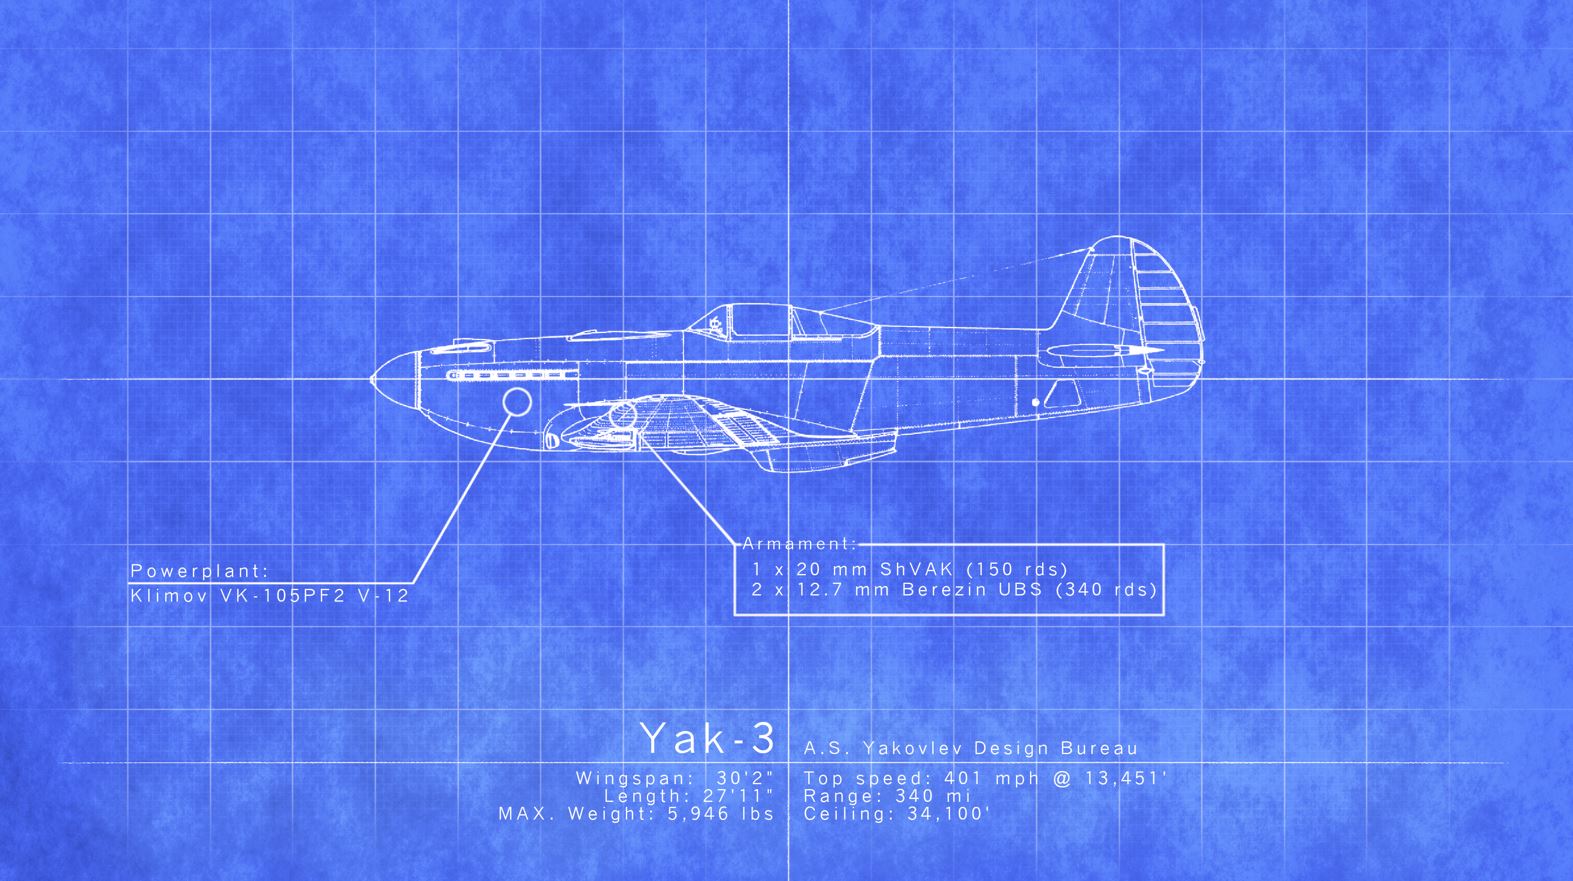 Powerplant:
Klimov VK-105PF2 V-12
Armament:
1 x 20 mm ShVAK (150 rds)
2 x 12.7 mm Berezin UBS (340 rds)
Yak-3
A.S. Yakovlev Design Bureau
Wingspan: 30'2"
Length: 27'11"
MAX. Weight: 5,946 lbs
Top speed: 401 mph @ 13,451'
Range: 340 mi
Ceiling: 34,100'